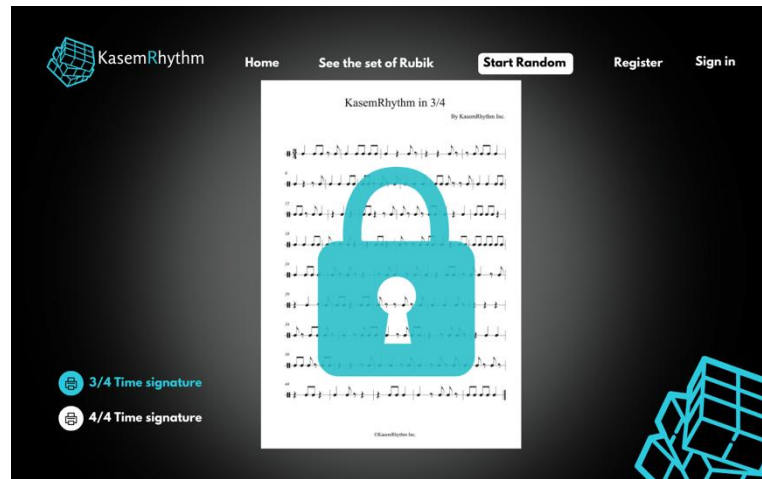 KasemRhythm
Home
See the set of Rubik
Start Random
Register
Sign in
KasemRhythm in 3/4
By KasemRhythm Inc.
3/4 Time signature
4/4 Time signature
©KasemRhythm Inc.